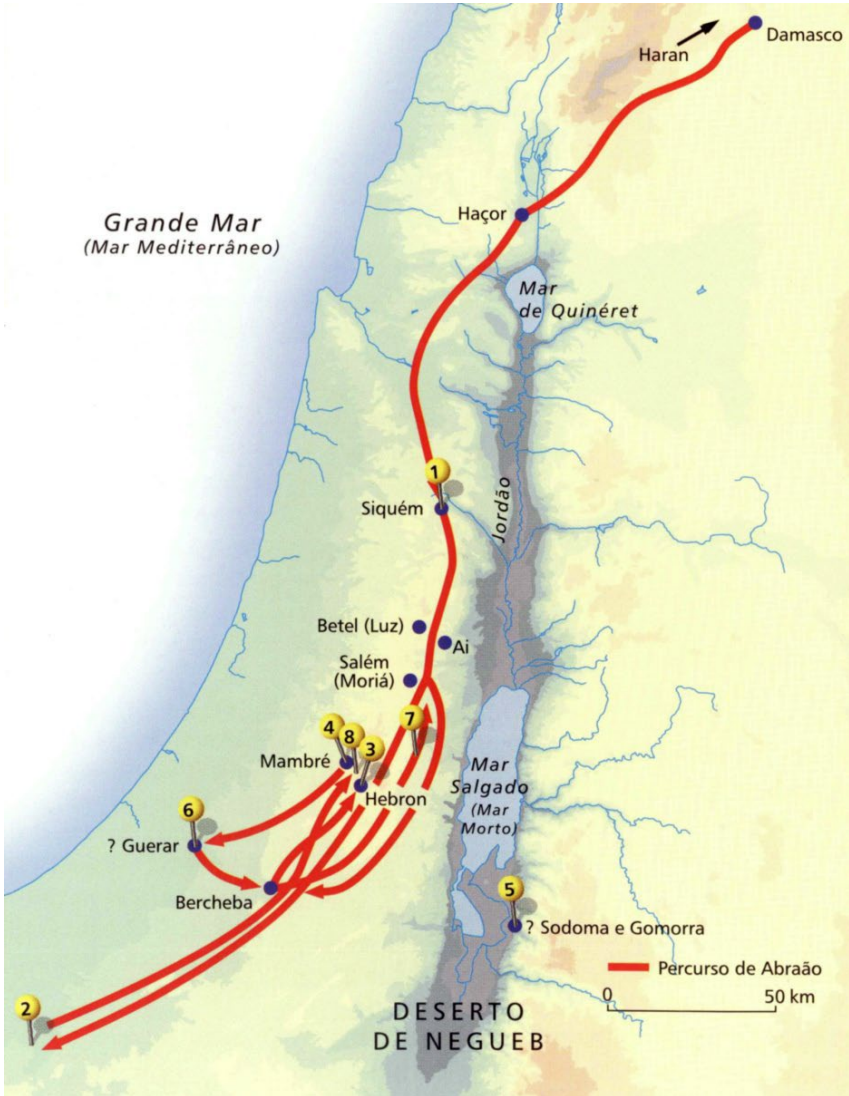 Damasco
Haran
Haçor
Grande Mar
(Mar Mediterrâneo)
Mar
de Quinéret
1
Siquém
Jordão
Betel (Luz)
Ai
Salém
(Moriá)
7
4
8
3
Mambré
Hebron
Mar
Salgado
(Mar
Morto)
6
? Guerar
Bercheba
5
? Sodoma e Gomorra
Percurso de Abraão
0
50 km
2
DESERTO
DE NEGUEB